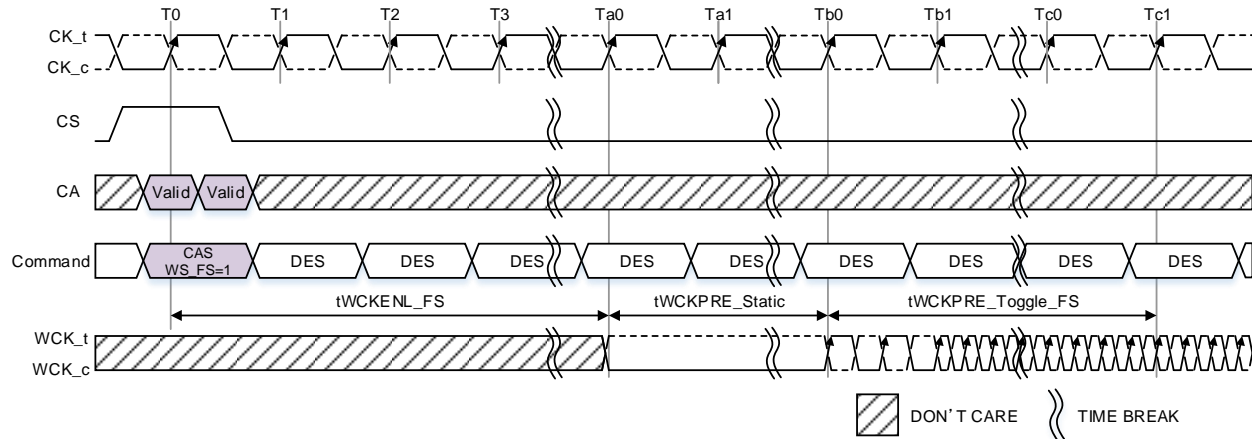 T0 T1 T2 T3 Ta0 Ta1 Tb0 Tb1 Tc0 Tc1
CK_t
CK_c
CS
CA Valid Valid
Command CAS WS_FS=1 DES DES DES DES DES DES DES DES DES
tWCKENL_FS tWCKPRE_Static tWCKPRE_Toggle_FS
WCK_t
WCK_c
DON'T CARE TIME BREAK